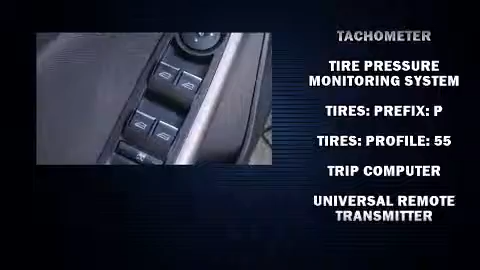 TACHOMETER
TIRE PRESSURE
MONITORING SYSTEM
TIRES: PREFIX: P
TIRES: PROFILE: 55
TRIP COMPUTER
UNIVERSAL REMOTE
TRANSMITTER